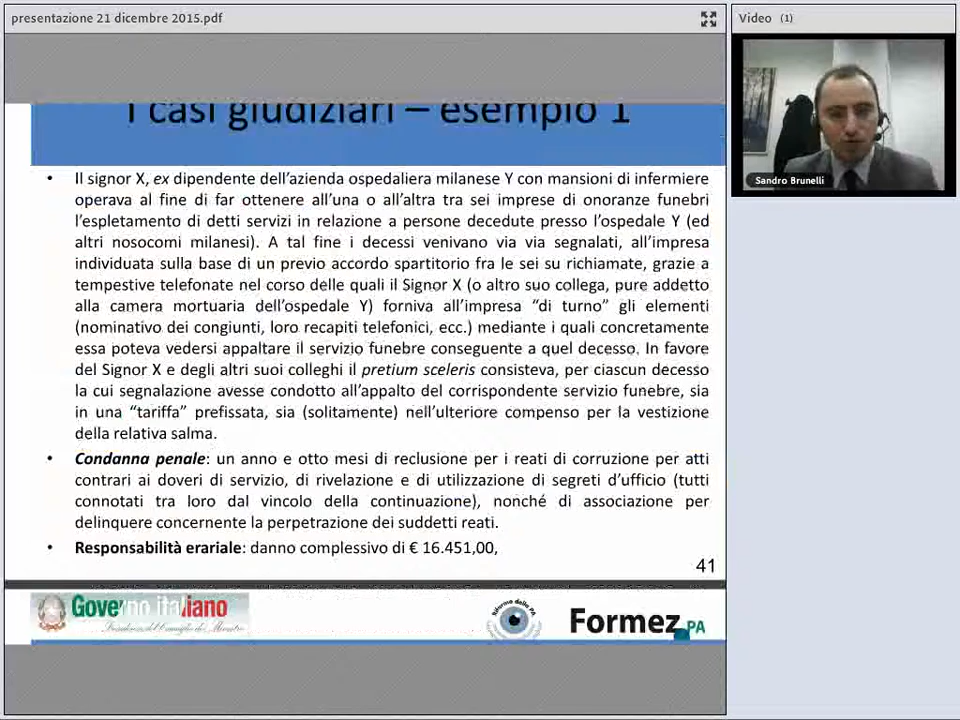 presentazione 21 dicembre 2015.pdf
Video (1)
Sandro Brunelli
I casi giudiziari – esempio 1
• Il signor X, ex dipendente dell'azienda ospedaliera milanese Y con mansioni di infermiere
operava al fine di far ottenere all'una o all'altra tra sei imprese di onoranze funebri
l'espletamento di detti servizi in relazione a persone decedute presso l'ospedale Y (ed
altri nosocomi milanesi). A tal fine i decessi venivano via via segnalati, all'impresa
individuata sulla base di un previo accordo spartitorio fra le sei su richiamate, grazie a
tempestive telefonate nel corso delle quali il Signor X (o altro suo collega, pure addetto
alla camera mortuaria dell'ospedale Y) forniva all'impresa "di turno" gli elementi
(nominativo dei congiunti, loro recapiti telefonici, ecc.) mediante i quali concretamente
essa poteva vedersi appaltare il servizio funebre conseguente a quel decesso. In favore
del Signor X e degli altri suoi colleghi il pretium sceleris consisteva, per ciascun decesso
la cui segnalazione avesse condotto all'appalto del corrispondente servizio funebre, sia
in una "tariffa" prefissata, sia (solitamente) nell'ulteriore compenso per la vestizione
della relativa salma.
• Condanna penale: un anno e otto mesi di reclusione per i reati di corruzione per atti
contrari ai doveri di servizio, di rivelazione e di utilizzazione di segreti d'ufficio (tutti
connotati tra loro dal vincolo della continuazione), nonché di associazione per
delinquere concernente la perpetrazione dei suddetti reati.
• Responsabilità erariale: danno complessivo di € 16.451,00,
41
Governo italiano
Presidenza del Consiglio dei Ministri
Riforma della PA
Formez PA